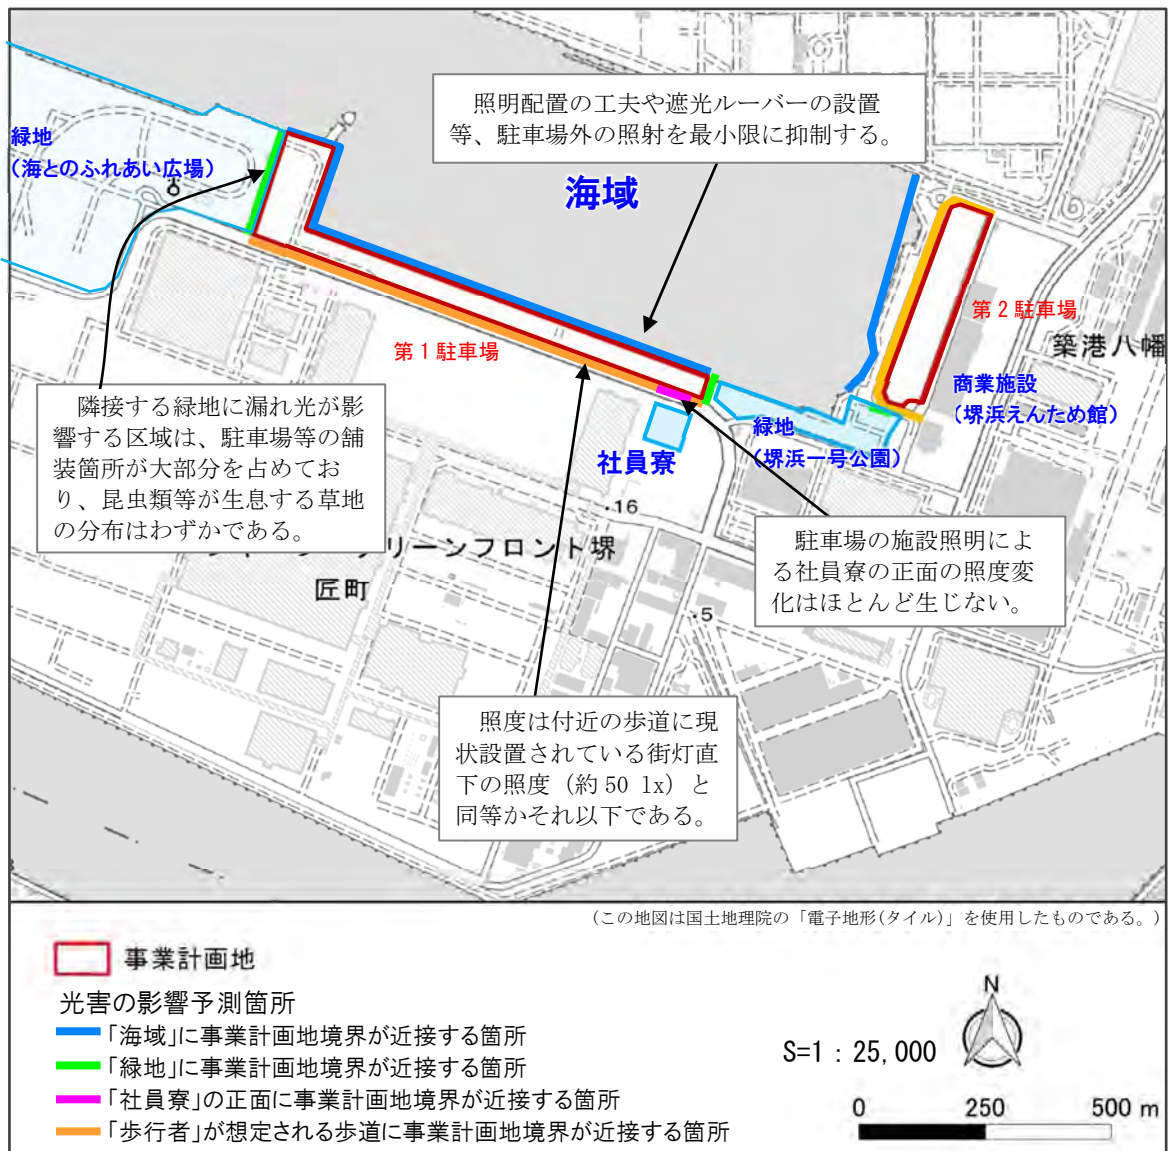 照明配置の工夫や遮光ルーバーの設置
等、駐車場外の照射を最小限に抑制する。
緑地
（海とのふれあい広場）
海域
第２駐車場
築港八幡
第１駐車場
商業施設
（堺浜えんため館）
隣接する緑地に漏れ光が影
響する区域は、駐車場等の舗
装箇所が大部分を占めてお
り、昆虫類等が生息する草地
の分布はわずかである。
緑地
（堺浜一号公園）
社員寮
・16
駐車場の施設照明によ
る社員寮の正面の照度変
化はほとんど生じない。
リーンフロント堺
匠町
・5
照度は付近の歩道に現
状設置されている街灯直
下の照度（約50 lx）と
同等かそれ以下である。
(この地図は国土地理院の「電子地形(タイル)」を使用したものである。)
事業計画地
光害の影響予測箇所
「海域」に事業計画地境界が近接する箇所
「緑地」に事業計画地境界が近接する箇所
「社員寮」の正面に事業計画地境界が近接する箇所
「歩行者」が想定される歩道に事業計画地境界が近接する箇所
N
S=1：25,000
0 250 500 m